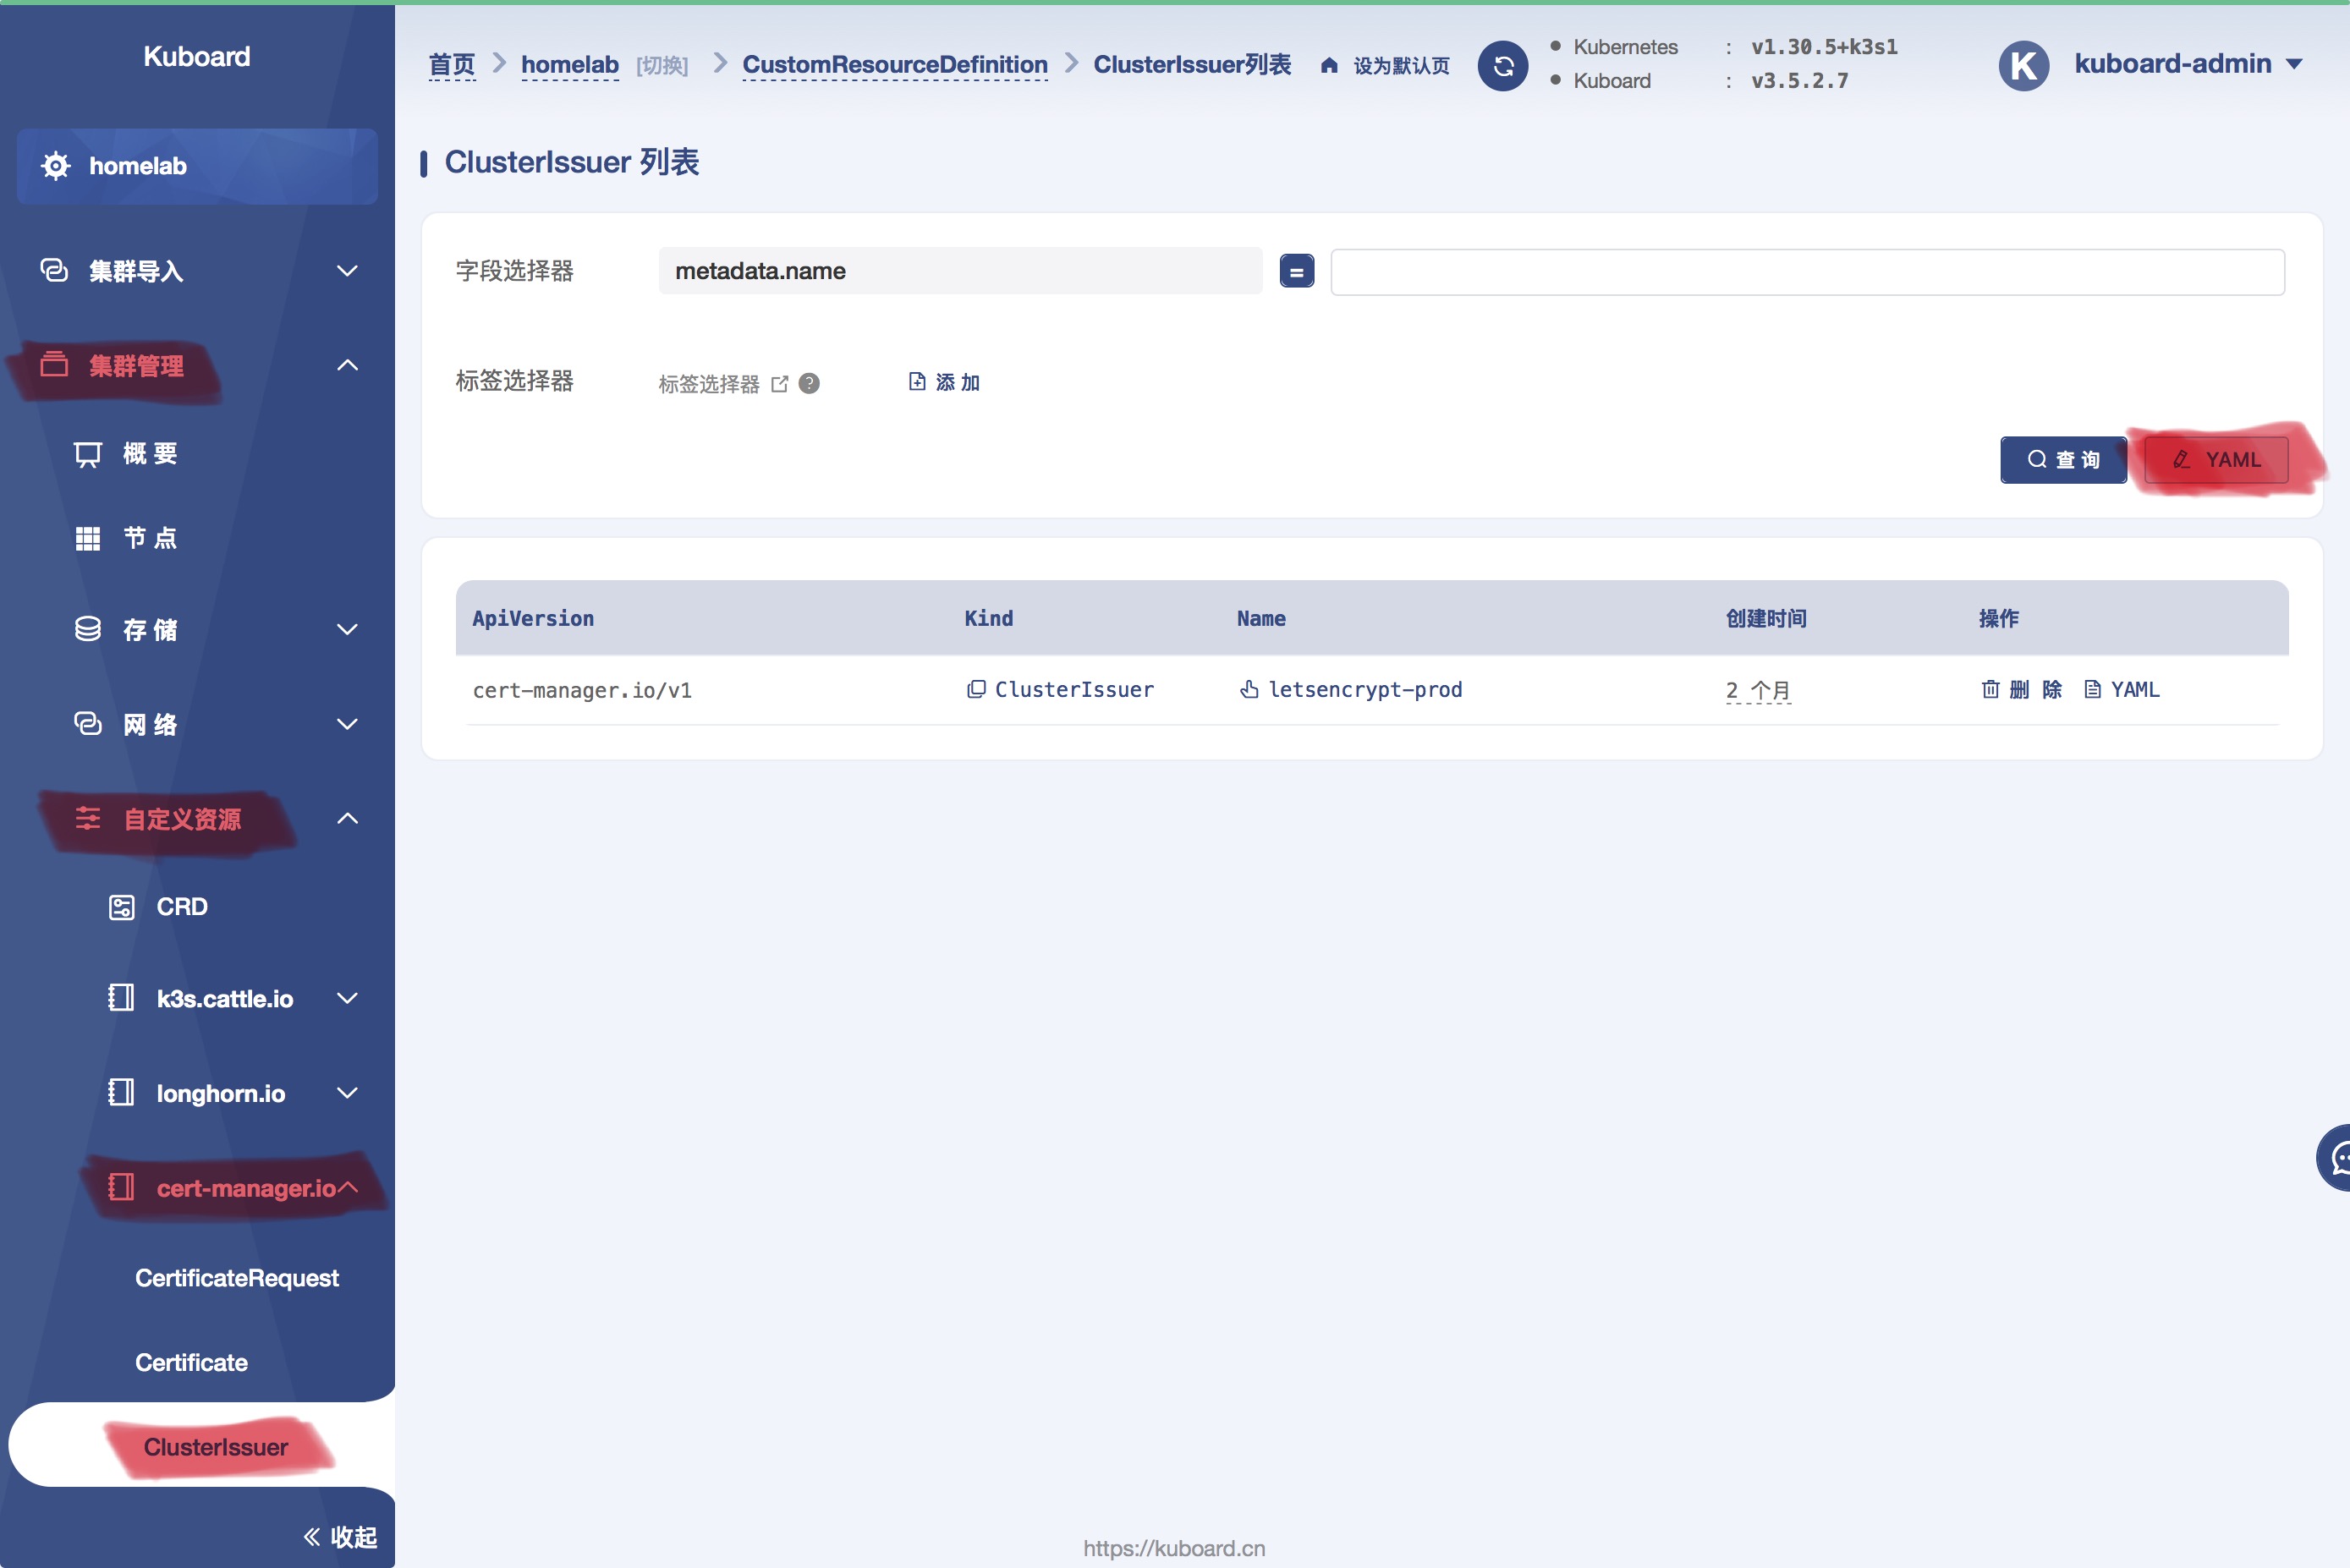 Kuboard
homelab
集群导入
集群管理
概 要
节 点
存 储
网 络
自定义资源
CRD
k3s.cattle.io
longhorn.io
cert-manager.io
CertificateRequest
Certificate
ClusterIssuer
收起
首页 homelab [切换] CustomResourceDefinition ClusterIssuer列表 设为默认页
Kubernetes : v1.30.5+k3s1
Kuboard : v3.5.2.7
K kuboard-admin
ClusterIssuer 列表
字段选择器 metadata.name =
标签选择器 标签选择器 ? 添 加
查 询 YAML
ApiVersion Kind Name 创建时间 操作
cert-manager.io/v1 ClusterIssuer letsencrypt-prod 2 个月 删 除 YAML
https://kuboard.cn